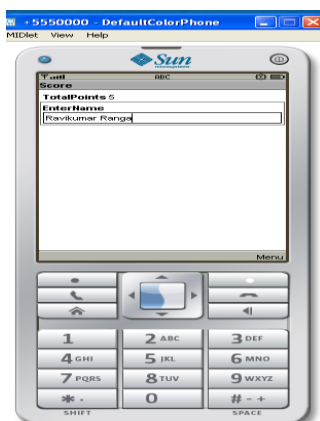 +5550000 - DefaultColorPhone
MIDlet View Help
Sun
microsystems
ABC
Score
TotalPoints 5
EnterName
Ravikumar Ranga
Menu
1
2 ABC
3 DEF
4 GHI
5 JKL
6 MNO
7 PQRS
8 TUV
9 WXYZ
* .
0
# - +
SHIFT
SPACE